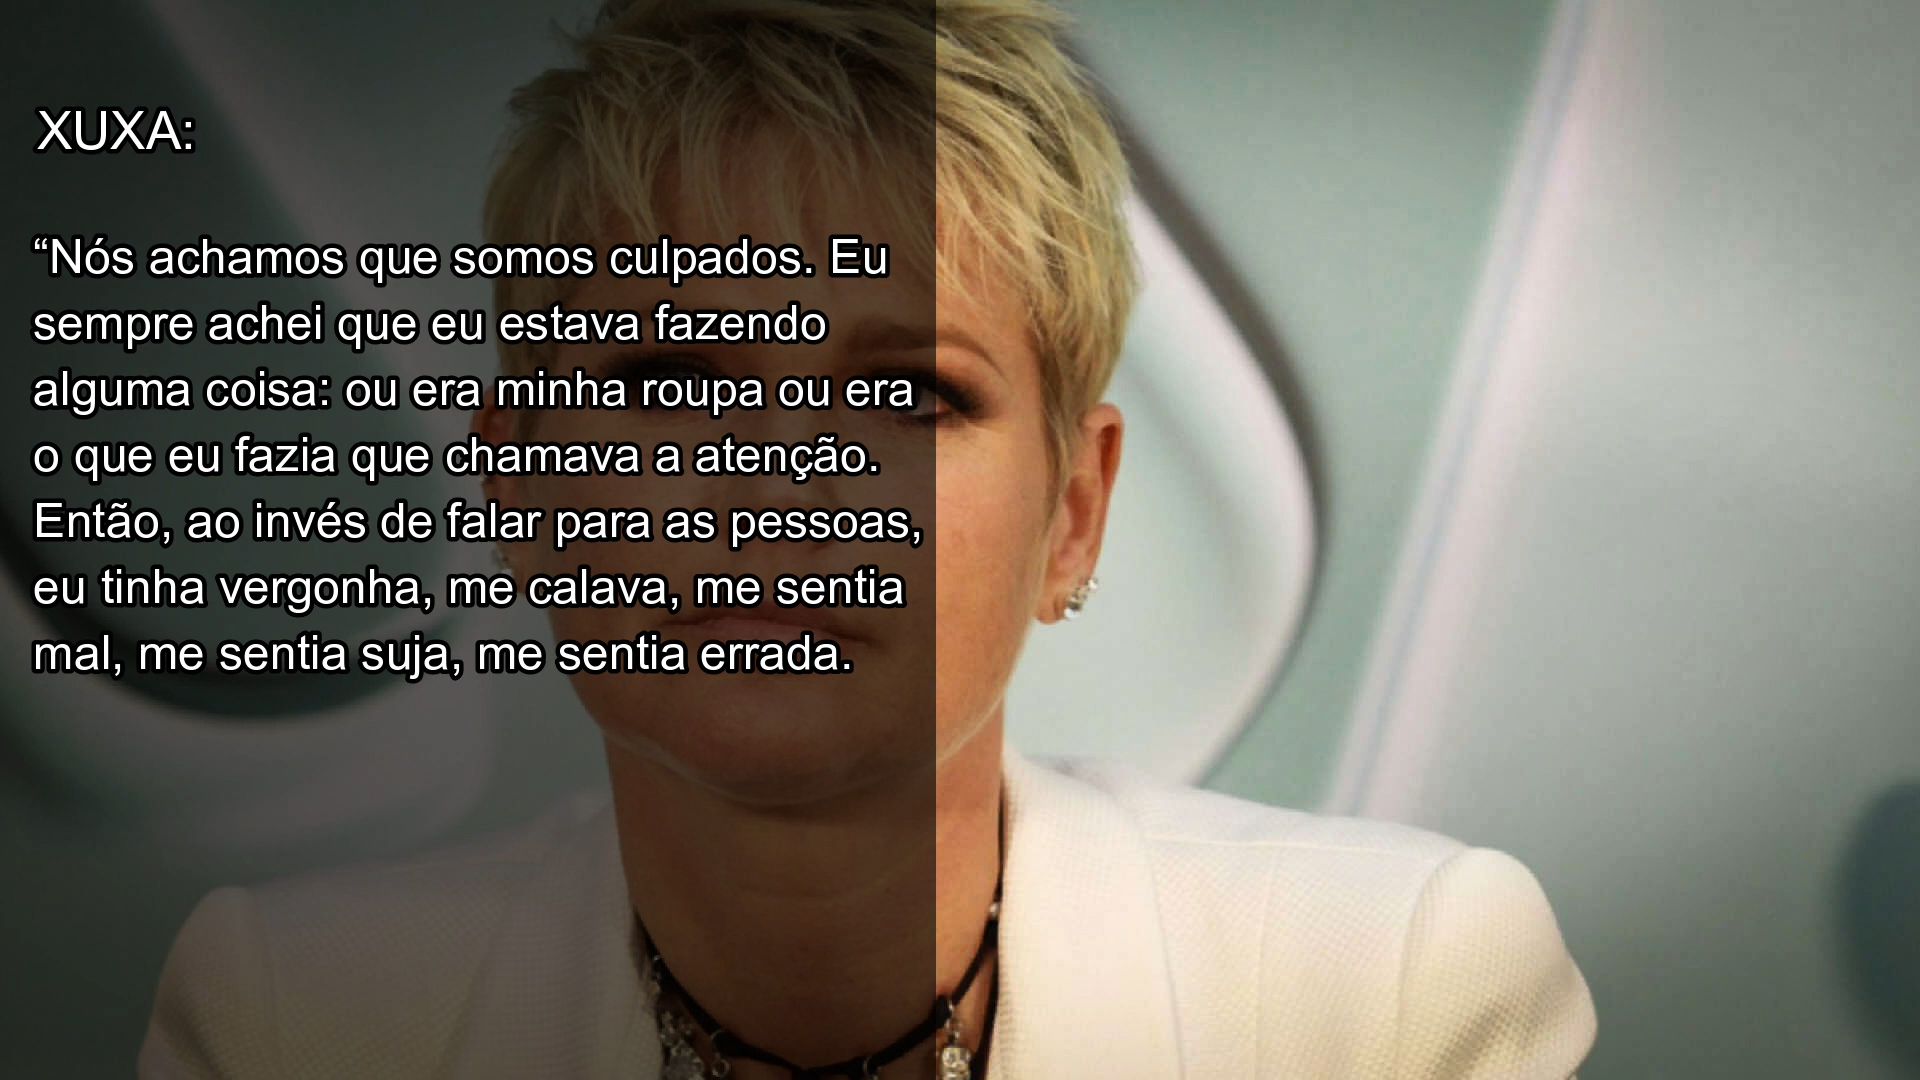 XUXA:
“Nós achamos que somos culpados. Eu
sempre achei que eu estava fazendo
alguma coisa: ou era minha roupa ou era
o que eu fazia que chamava a atenção.
Então, ao invés de falar para as pessoas,
eu tinha vergonha, me calava, me sentia
mal, me sentia suja, me sentia errada.